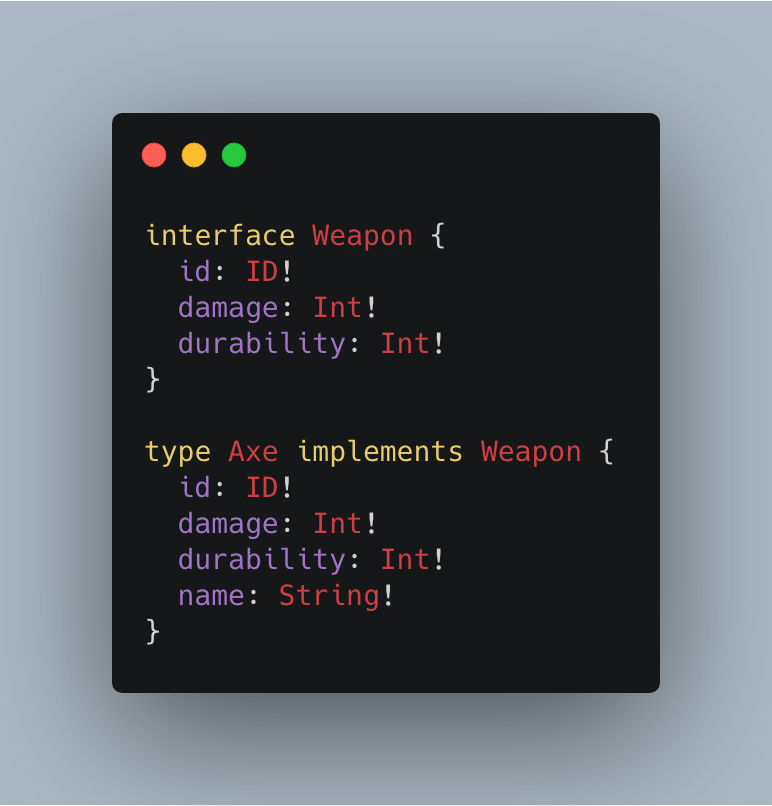 interface Weapon {
  id: ID!
  damage: Int!
  durability: Int!
}

type Axe implements Weapon {
  id: ID!
  damage: Int!
  durability: Int!
  name: String!
}